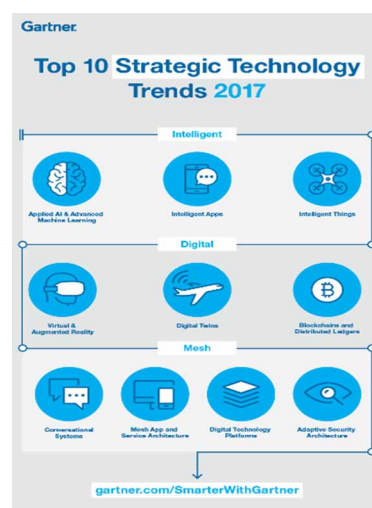 Gartner.
Top 10 Strategic Technology
Trends 2017
Intelligent
Applied AI & Advanced
Machine Learning
Intelligent Apps
Intelligent Things
Digital
Virtual &
Augmented Reality
Digital Twins
Blockchains and
Distributed Ledgers
Mesh
Conversational
Systems
Mesh App and
Service Architecture
Digital Technology
Platforms
Adaptive Security
Architecture
gartner.com/SmarterWithGartner